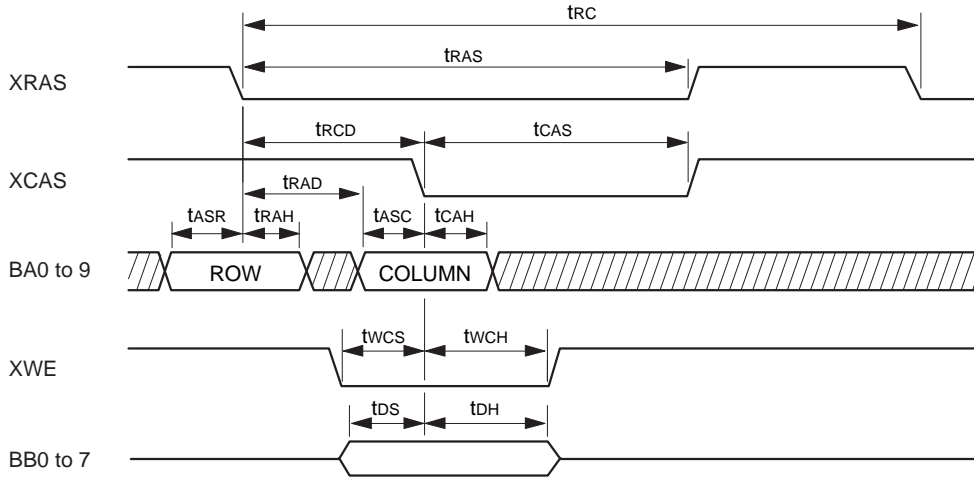 tRC
tRAS
XRAS
tRCD tCAS
XCAS
tRAD
tASR tRAH tASC tCAH
BA0 to 9 ROW COLUMN
tWCS tWCH
XWE
tDS tDH
BB0 to 7